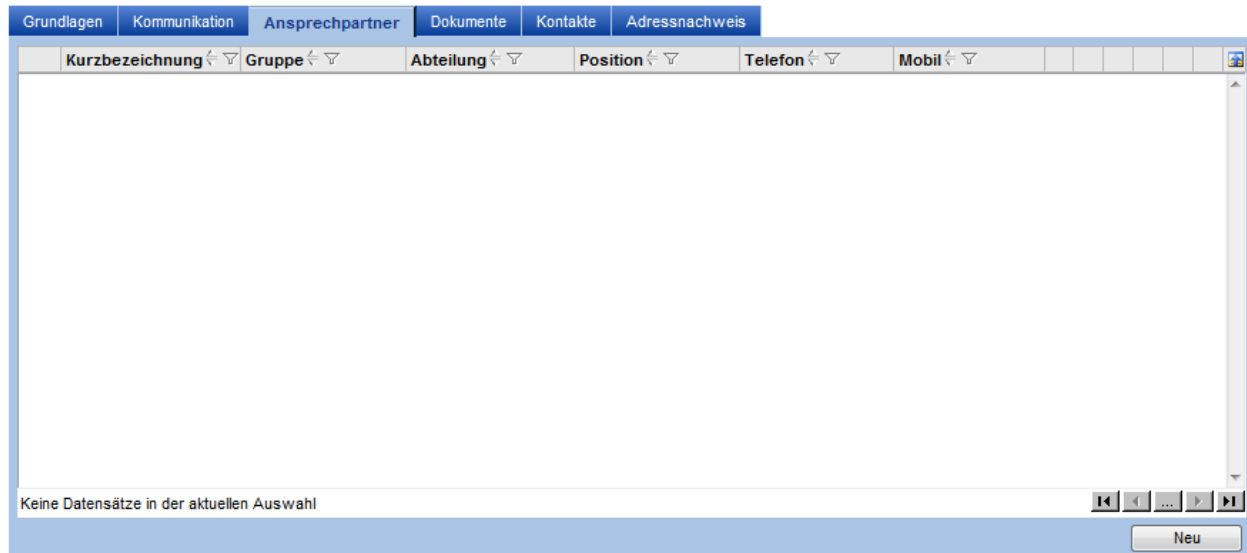 Grundlagen Kommunikation Ansprechpartner Dokumente Kontakte Adressnachweis
Kurzbezeichnung Gruppe Abteilung Position Telefon Mobil
Keine Datensätze in der aktuellen Auswahl ...
Neu